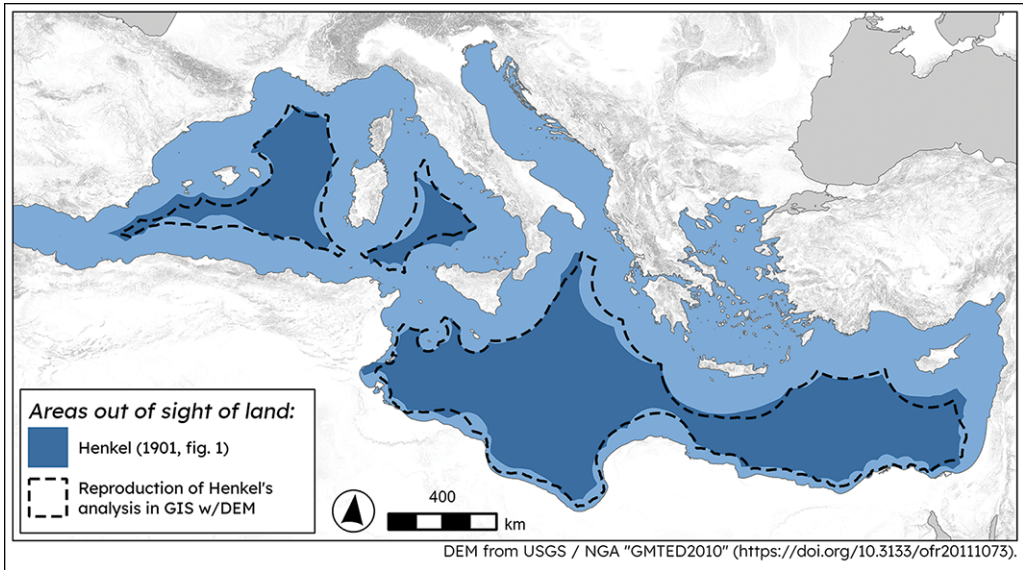 Areas out of sight of land:
Henkel (1901, fig. 1)
Reproduction of Henkel's
analysis in GIS w/DEM
400
km
DEM from USGS / NGA "GMTED2010" (https://doi.org/10.3133/ofr20111073).